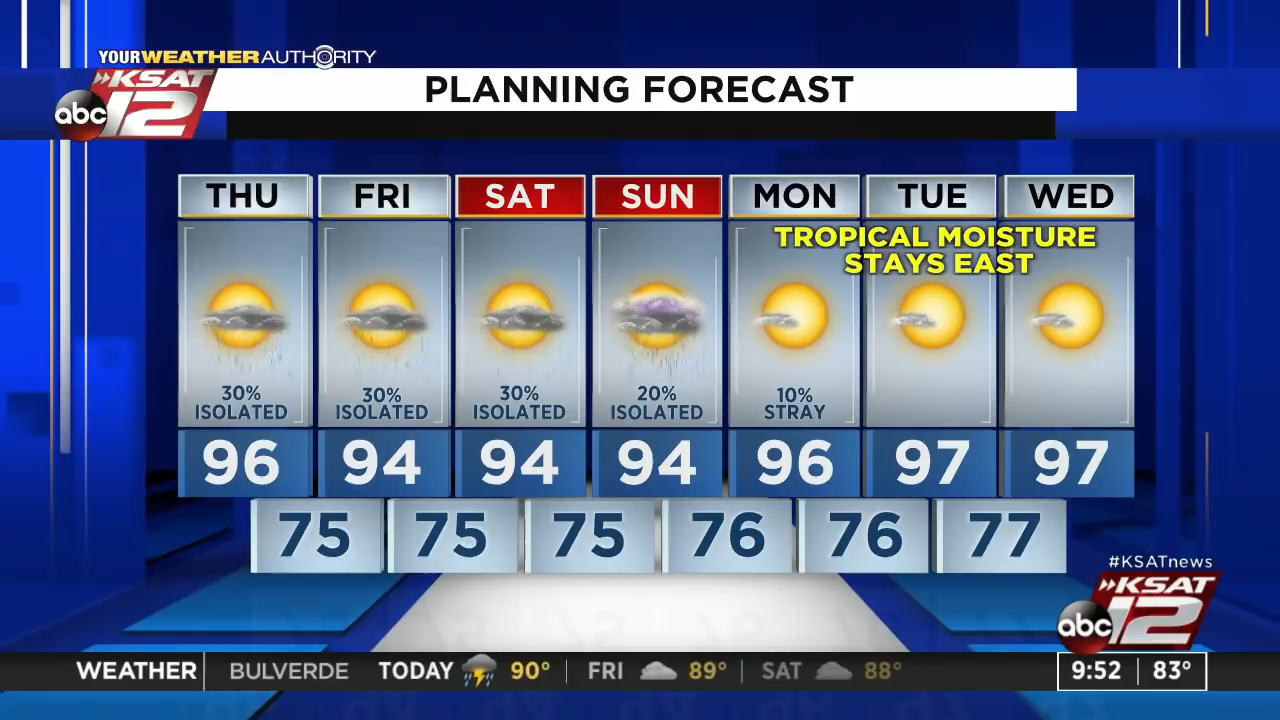 YOURWEATHERAUTHORITY
KSAT
abc 12
PLANNING FORECAST
THU FRI SAT SUN MON TUE WED
TROPICAL MOISTURE
STAYS EAST
30% 30% 30% 20% 10%
ISOLATED ISOLATED ISOLATED ISOLATED STRAY
96 94 94 94 96 97 97
75 75 75 76 76 77
#KSATnews
KSAT
abc 12
WEATHER BULVERDE TODAY 90° FRI 89° SAT 88° 9:52 83°